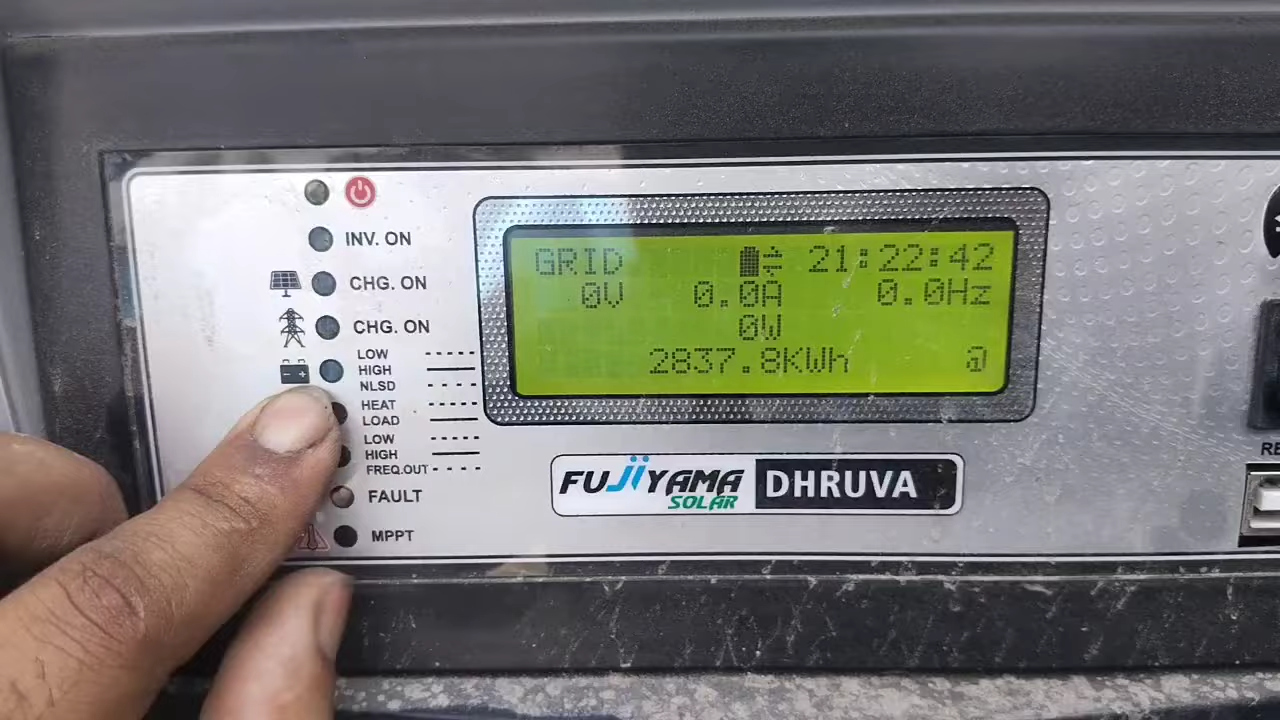 INV. ON
CHG. ON
CHG. ON
LOW
HIGH
NLSD
HEAT
LOAD
LOW
HIGH
FREQ.OUT
FAULT
MPPT
GRID 21:22:42
0V 0.0A 0.0Hz
0W
2837.8KWh @
FUJIYAMA
SOLAR
DHRUVA